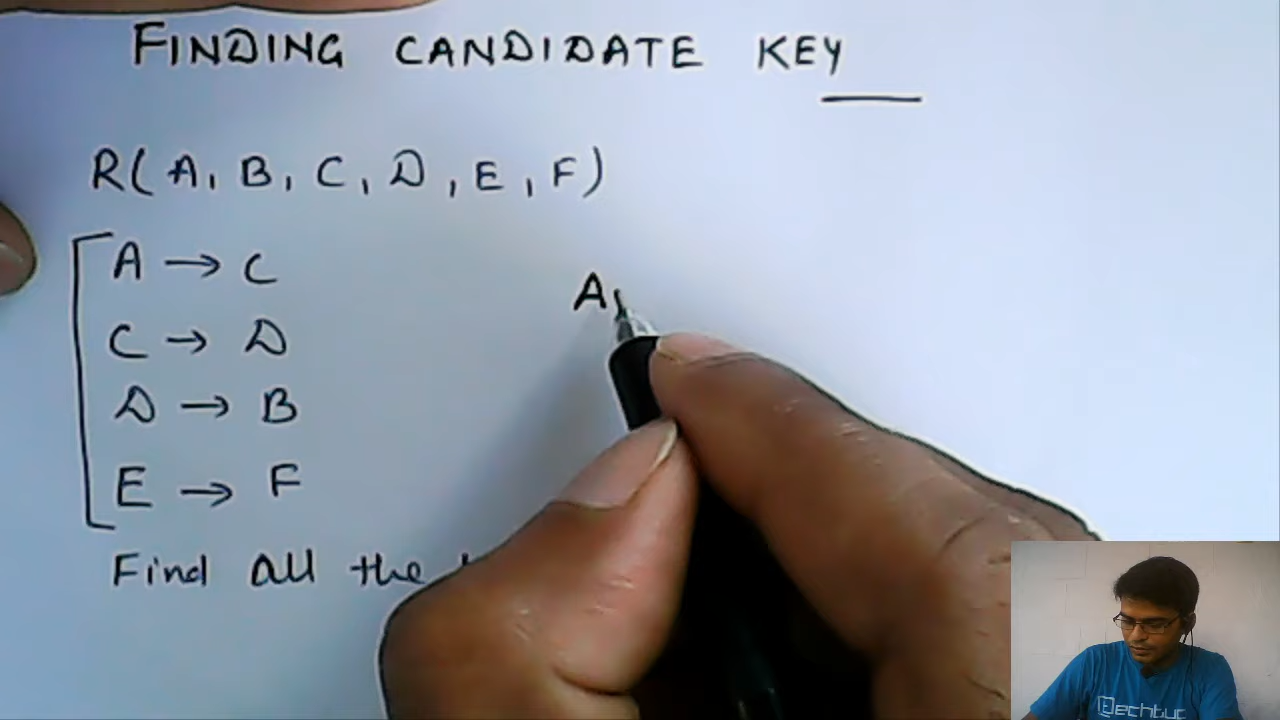 FINDING CANDIDATE KEY
R(A, B, C, D, E, F)
A → C
C → D
D → B
E → F
A
Find all the